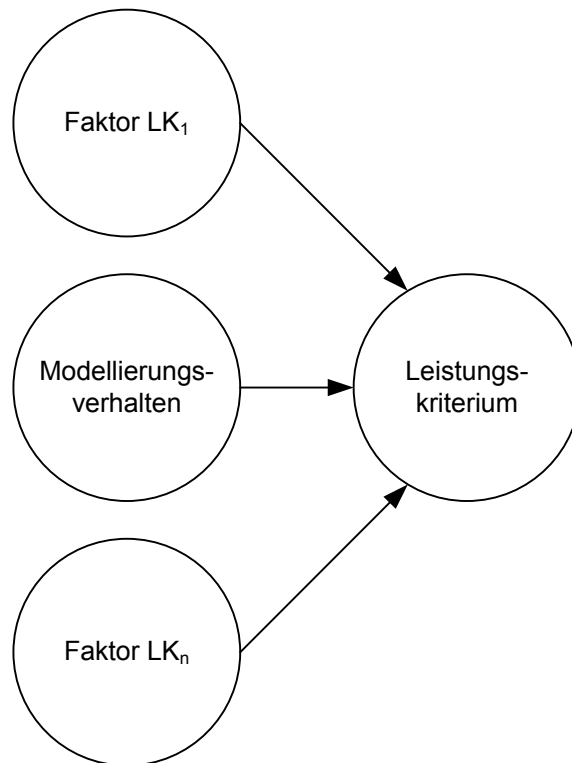 Faktor LK₁
Modellierungs-
verhalten
Leistungs-
kriterium
Faktor LKₙ